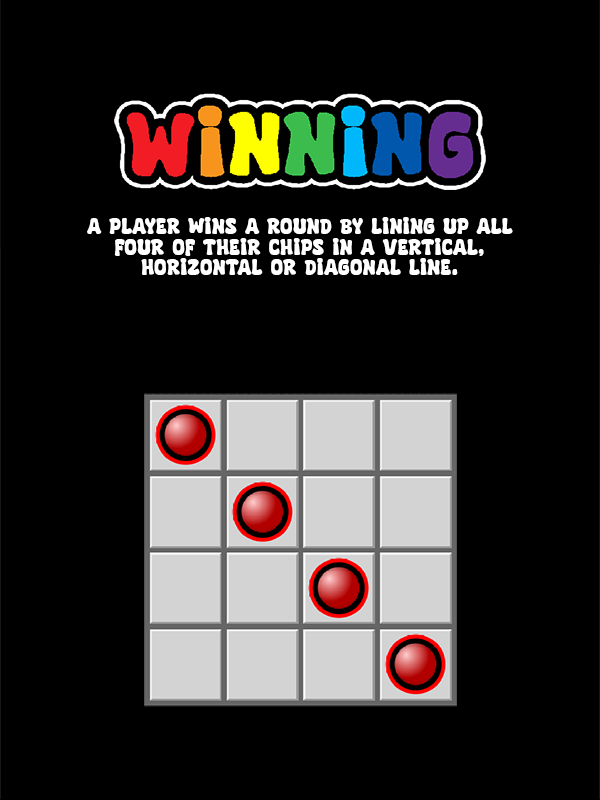 WINNING
A PLAYER WINS A ROUND BY LINING UP ALL
FOUR OF THEIR CHIPS IN A VERTICAL,
HORIZONTAL OR DIAGONAL LINE.